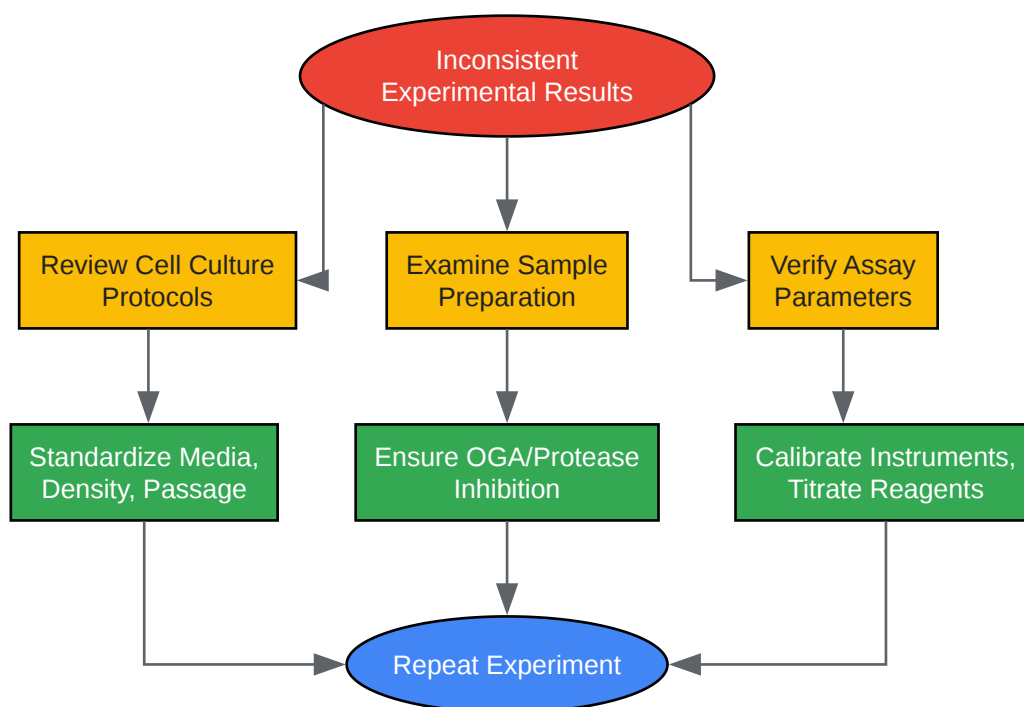 Inconsistent
Experimental Results
Review Cell Culture
Protocols
Examine Sample
Preparation
Verify Assay
Parameters
Standardize Media,
Density, Passage
Ensure OGA/Protease
Inhibition
Calibrate Instruments,
Titrate Reagents
Repeat Experiment